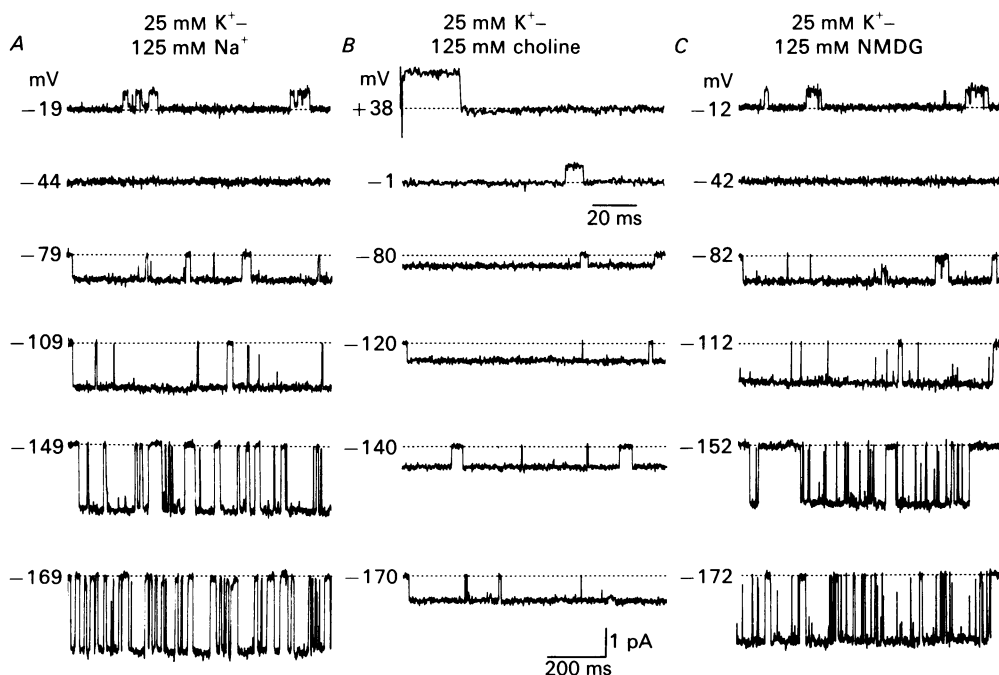 A
25 mM K⁺–
125 mM Na⁺
mV
−19
−44
−79
−109
−149
−169
B
25 mM K⁺–
125 mM choline
+38
−1
20 ms
−80
−120
−140
−170
1 pA
200 ms
C
25 mM K⁺–
125 mM NMDG
mV
−12
−42
−82
−112
−152
−172